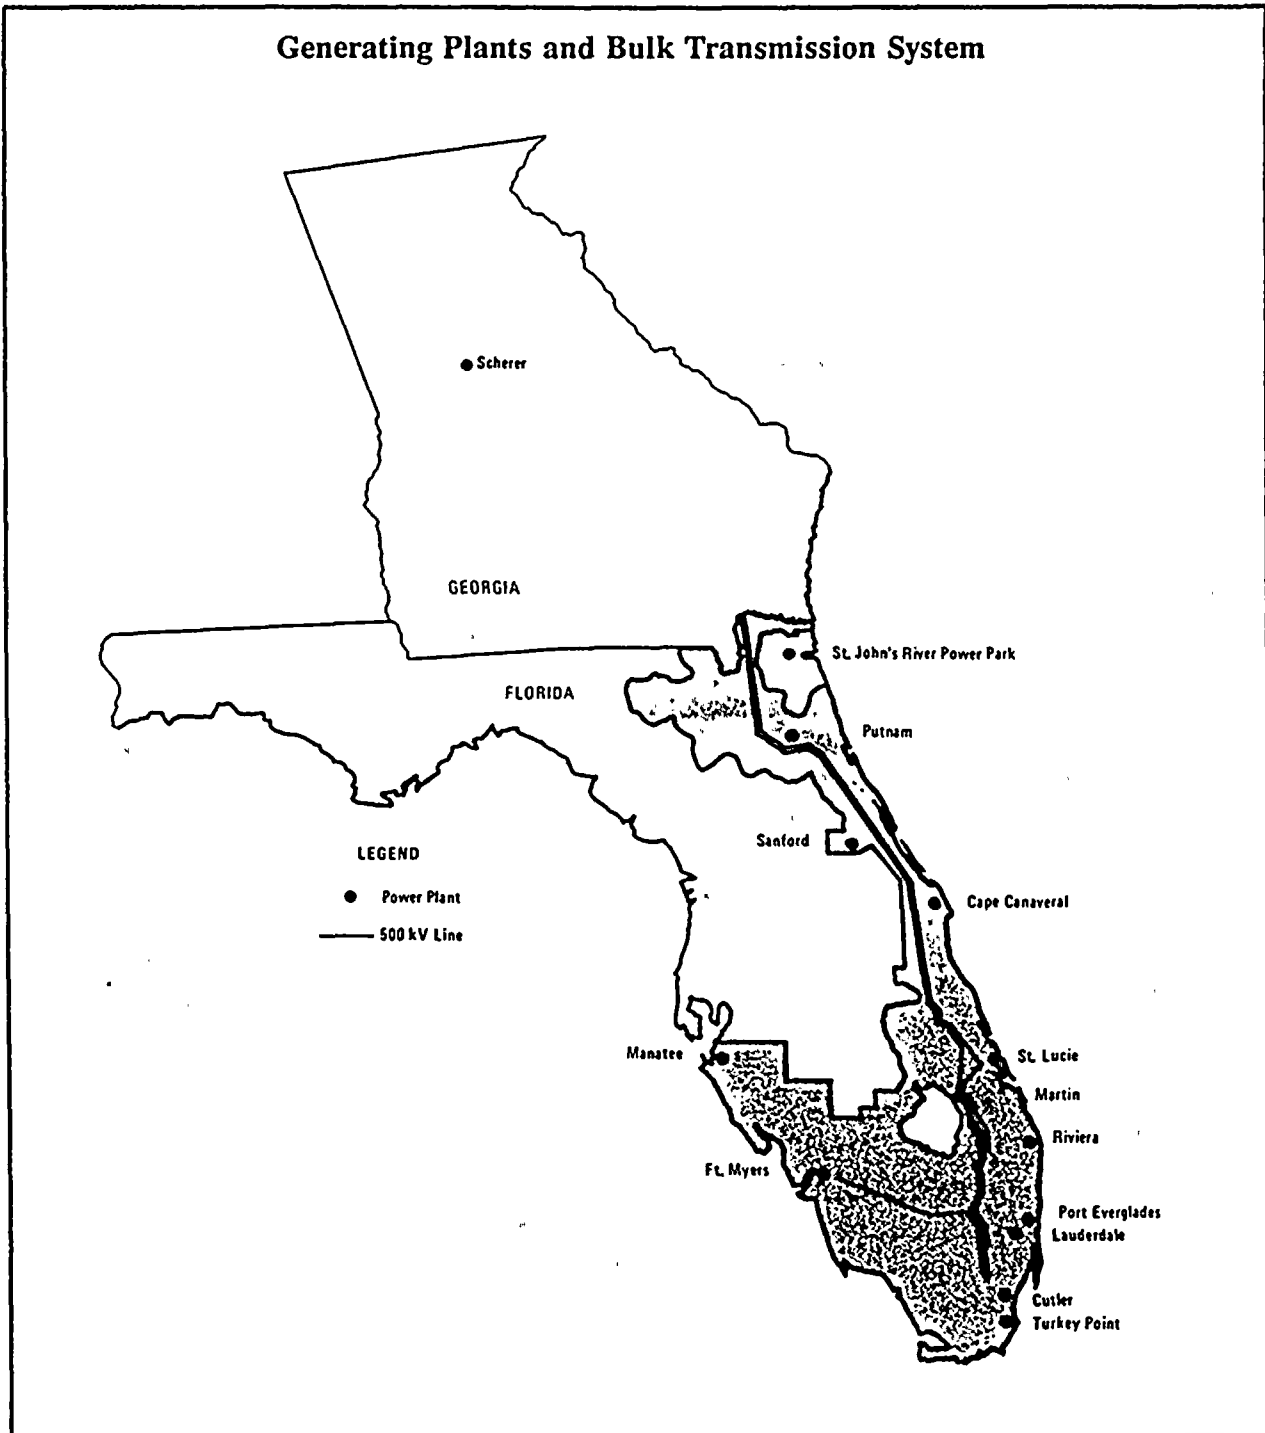 Generating Plants and Bulk Transmission System
Scherer
GEORGIA
St. John's River Power Park
FLORIDA
Putnam
Sanford
LEGEND
Power Plant
500 kV Line
Cape Canaveral
Manatee
St. Lucie
Martin
Riviera
Ft. Myers
Port Everglades
Lauderdale
Cutler
Turkey Point